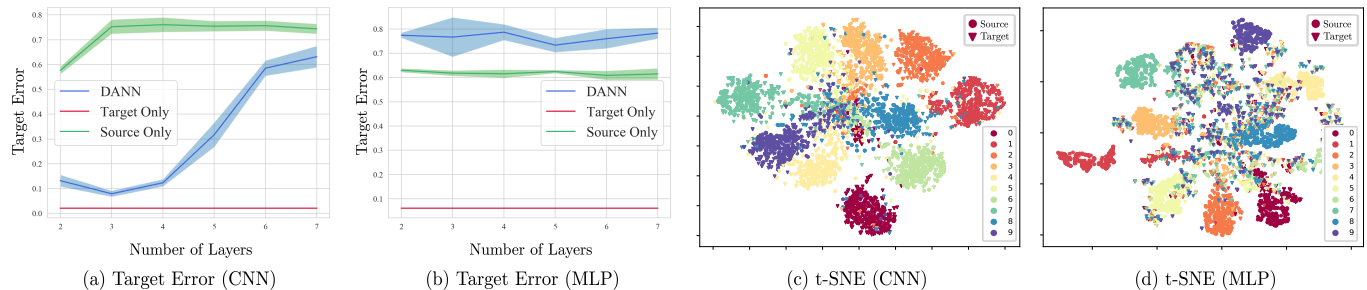 0.8
0.7
0.6
0.5
0.4
0.3
0.2
0.1
0.0
Target Error
DANN
Target Only
Source Only
2 3 4 5 6 7
Number of Layers
(a) Target Error (CNN)
0.8
0.7
0.6
0.5
0.4
0.3
0.2
0.1
Target Error
DANN
Target Only
Source Only
2 3 4 5 6 7
Number of Layers
(b) Target Error (MLP)
Source
Target
0
1
2
3
4
5
6
7
8
9
(c) t-SNE (CNN)
Source
Target
0
1
2
3
4
5
6
7
8
9
(d) t-SNE (MLP)